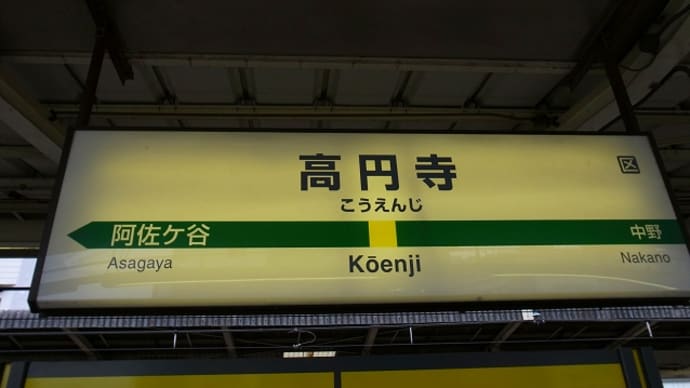 高円寺
区
こうえんじ
阿佐ケ谷
中野
Asagaya
Kōenji
Nakano